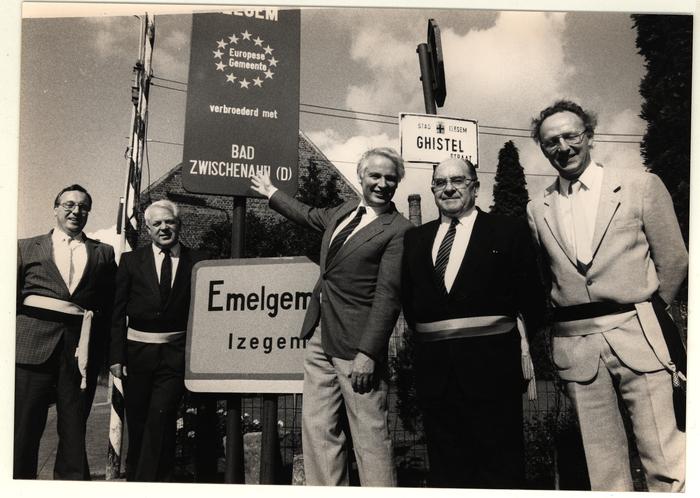 Europese
Gemeente
verbroederd met
BAD
ZWISCHENAHN (D)
STAD IZEGEM
GHISTEL
STRAAT
Emelgem
Izegem